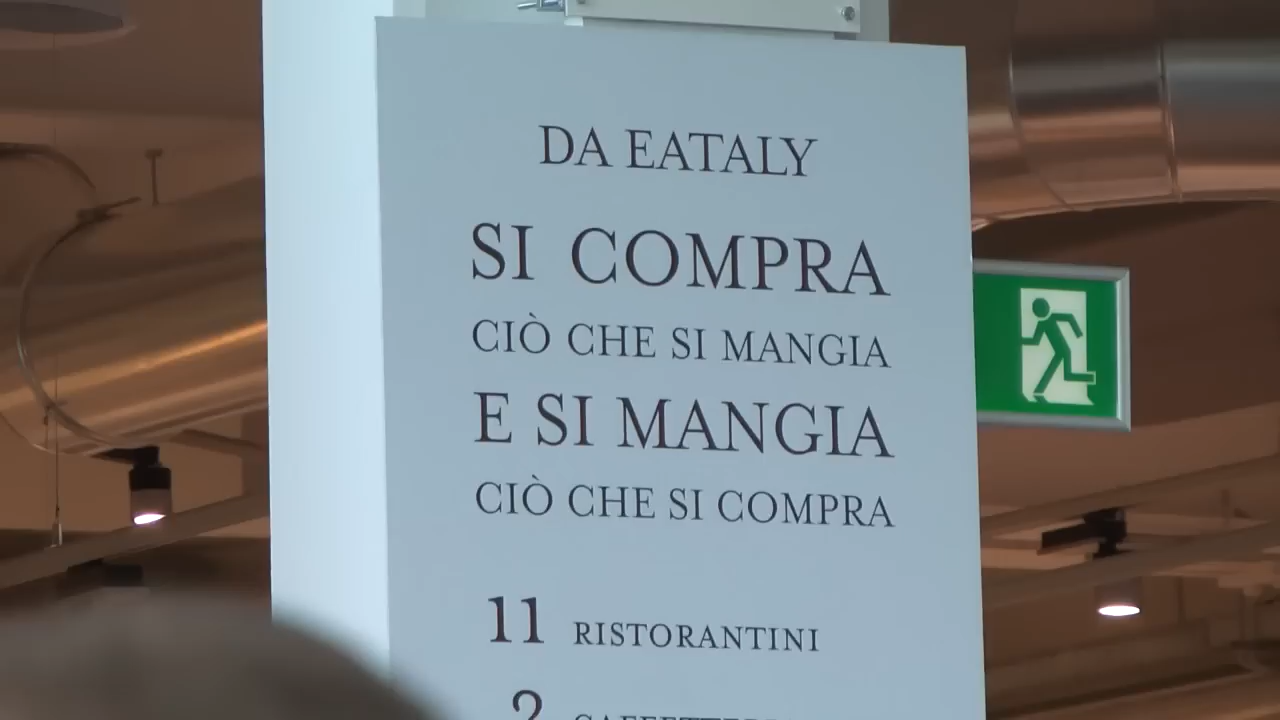 DA EATALY
SI COMPRA
CIÒ CHE SI MANGIA
E SI MANGIA
CIÒ CHE SI COMPRA
11 RISTORANTINI
2